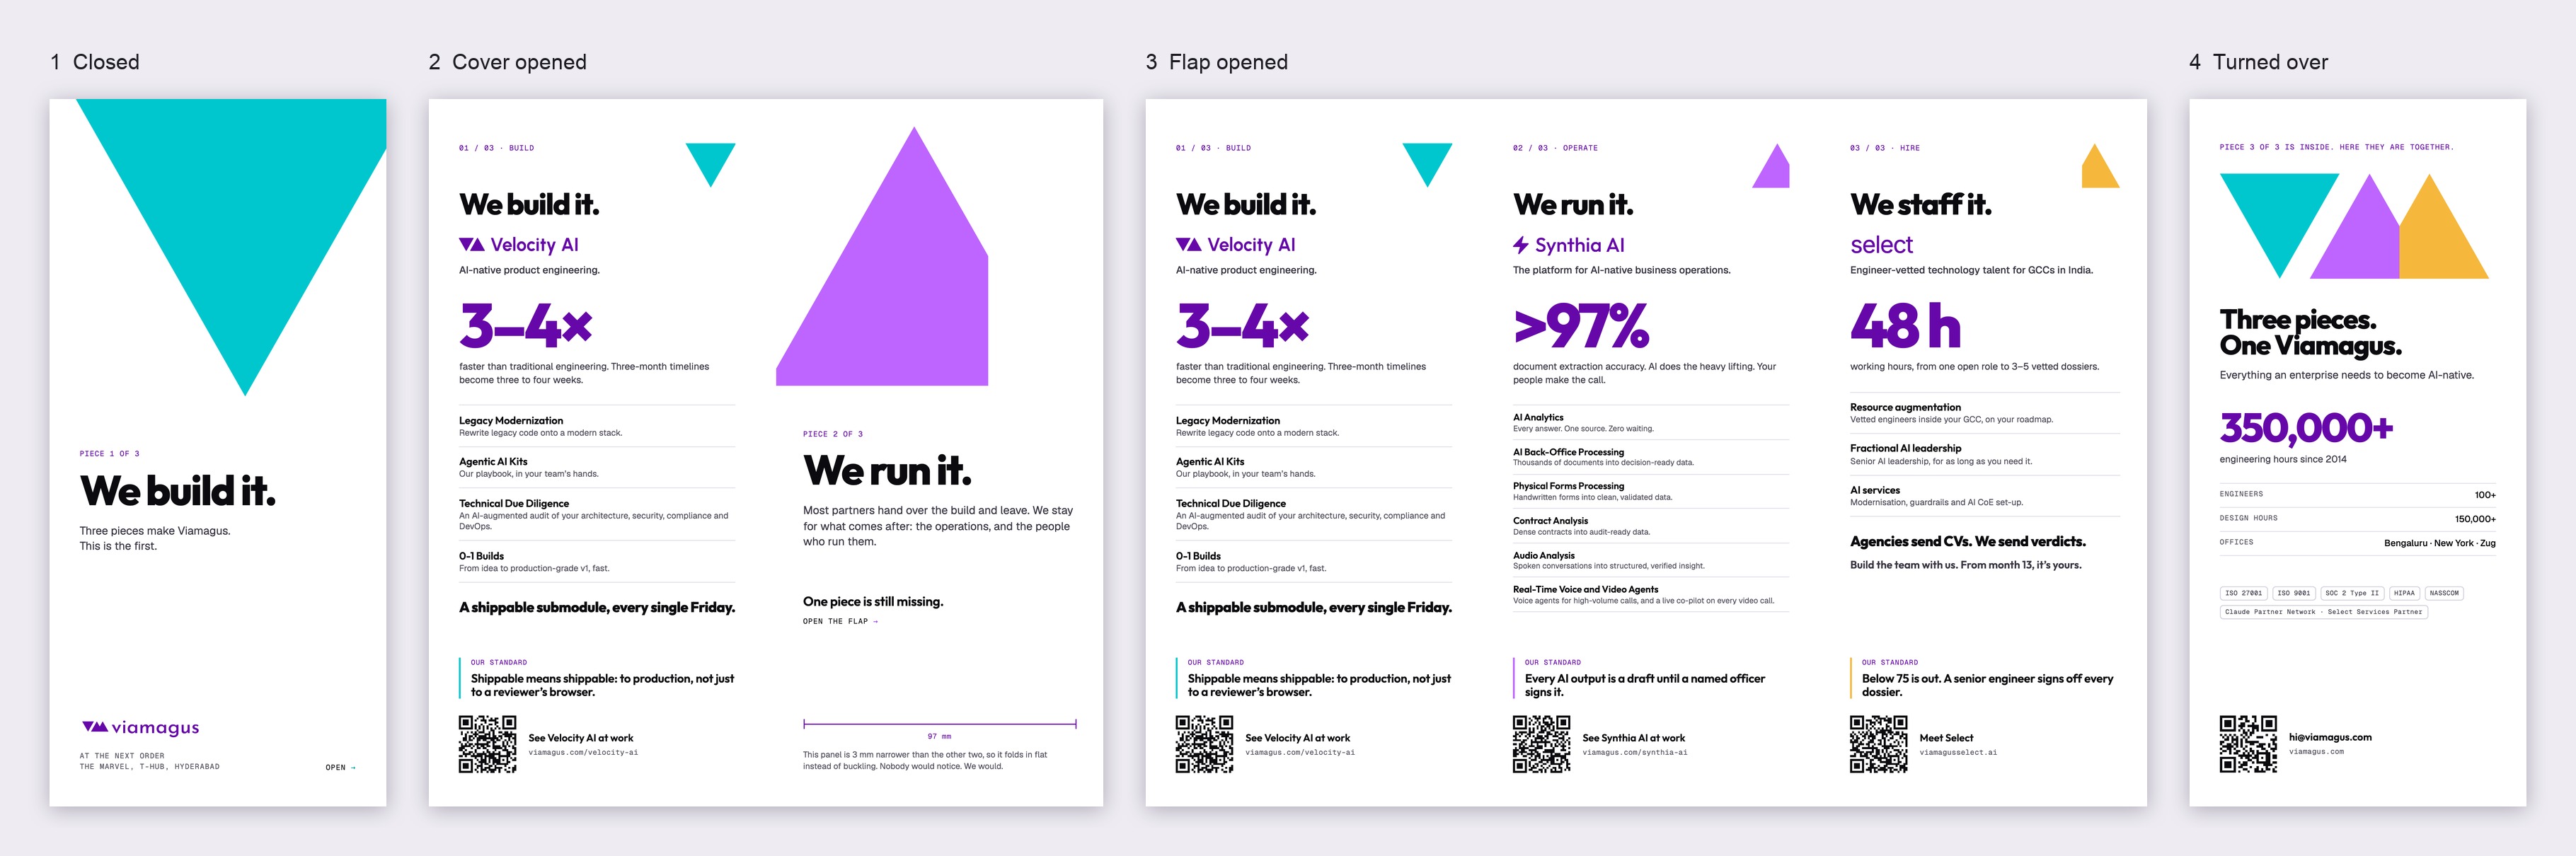 1 Closed
PIECE 1 OF 3
We build it.
Three pieces make Viamagus.
This is the first.
viamagus
AT THE NEXT ORDER
THE MARVEL, T-HUB, HYDERABAD
OPEN →
2 Cover opened
01 / 03 · BUILD
We build it.
Velocity AI
AI-native product engineering.
3–4×
faster than traditional engineering. Three-month timelines
become three to four weeks.
Legacy Modernization
Rewrite legacy code onto a modern stack.
Agentic AI Kits
Our playbook, in your team's hands.
Technical Due Diligence
An AI-augmented audit of your architecture, security, compliance and
DevOps.
0-1 Builds
From idea to production-grade v1, fast.
A shippable submodule, every single Friday.
OUR STANDARD
Shippable means shippable: to production, not just
to a reviewer's browser.
See Velocity AI at work
viamagus.com/velocity-ai
PIECE 2 OF 3
We run it.
Most partners hand over the build and leave. We stay
for what comes after: the operations, and the people
who run them.
One piece is still missing.
OPEN THE FLAP →
97 mm
This panel is 3 mm narrower than the other two, so it folds in flat
instead of buckling. Nobody would notice. We would.
3 Flap opened
01 / 03 · BUILD
We build it.
Velocity AI
AI-native product engineering.
3–4×
faster than traditional engineering. Three-month timelines
become three to four weeks.
Legacy Modernization
Rewrite legacy code onto a modern stack.
Agentic AI Kits
Our playbook, in your team's hands.
Technical Due Diligence
An AI-augmented audit of your architecture, security, compliance and
DevOps.
0-1 Builds
From idea to production-grade v1, fast.
A shippable submodule, every single Friday.
OUR STANDARD
Shippable means shippable: to production, not just
to a reviewer's browser.
See Velocity AI at work
viamagus.com/velocity-ai
02 / 03 · OPERATE
We run it.
Synthia AI
The platform for AI-native business operations.
>97%
document extraction accuracy. AI does the heavy lifting. Your
people make the call.
AI Analytics
Every answer. One source. Zero waiting.
AI Back-Office Processing
Thousands of documents into decision-ready data.
Physical Forms Processing
Handwritten forms into clean, validated data.
Contract Analysis
Dense contracts into audit-ready data.
Audio Analysis
Spoken conversations into structured, verified insight.
Real-Time Voice and Video Agents
Voice agents for high-volume calls, and a live co-pilot on every video call.
OUR STANDARD
Every AI output is a draft until a named officer
signs it.
See Synthia AI at work
viamagus.com/synthia-ai
03 / 03 · HIRE
We staff it.
select
Engineer-vetted technology talent for GCCs in India.
48 h
working hours, from one open role to 3–5 vetted dossiers.
Resource augmentation
Vetted engineers inside your GCC, on your roadmap.
Fractional AI leadership
Senior AI leadership, for as long as you need it.
AI services
Modernisation, guardrails and AI CoE set-up.
Agencies send CVs. We send verdicts.
Build the team with us. From month 13, it's yours.
OUR STANDARD
Below 75 is out. A senior engineer signs off every
dossier.
Meet Select
viamagusselect.ai
4 Turned over
PIECE 3 OF 3 IS INSIDE. HERE THEY ARE TOGETHER.
Three pieces.
One Viamagus.
Everything an enterprise needs to become AI-native.
350,000+
engineering hours since 2014
ENGINEERS 100+
DESIGN HOURS 150,000+
OFFICES Bengaluru · New York · Zug
ISO 27001 ISO 9001 SOC 2 Type II HIPAA NASSCOM
Claude Partner Network · Select Services Partner
hi@viamagus.com
viamagus.com